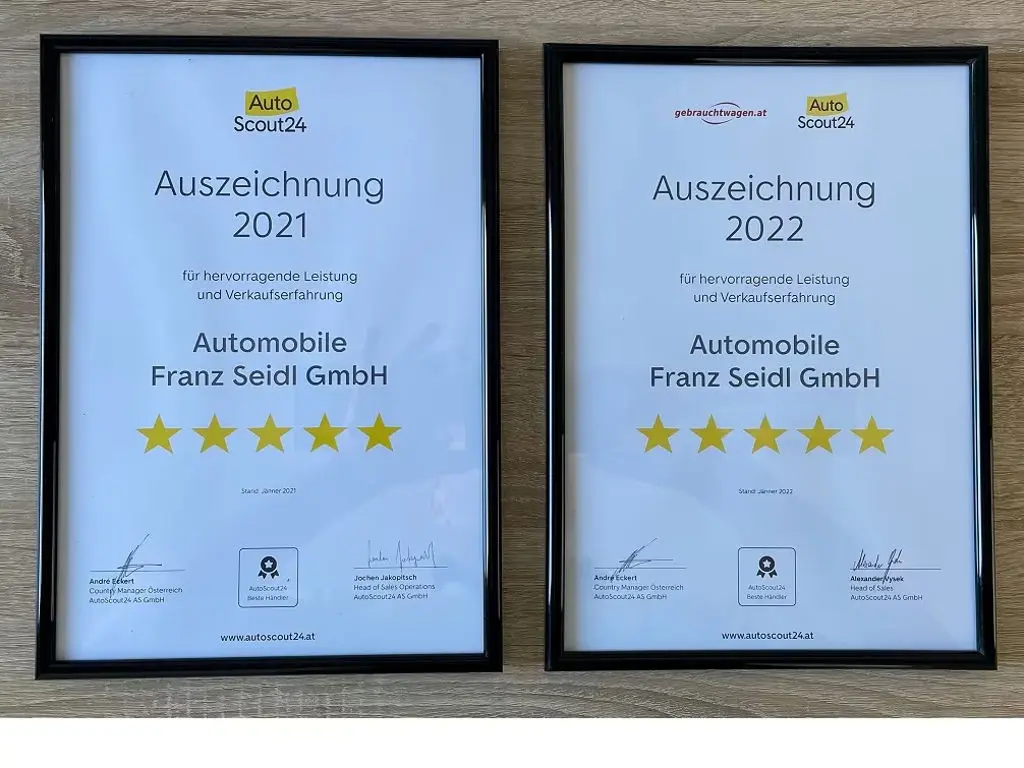 Auto
Scout24
Auszeichnung
2021
für hervorragende Leistung
und Verkaufserfahrung
Automobile
Franz Seidl GmbH
Stand: Jänner 2021
André Eckert
Country Manager Österreich
AutoScout24 AS GmbH
AutoScout24
Beste Händler
Jochen Jakopitsch
Head of Sales Operations
AutoScout24 AS GmbH
www.autoscout24.at
gebrauchtwagen.at
Auto
Scout24
Auszeichnung
2022
für hervorragende Leistung
und Verkaufserfahrung
Automobile
Franz Seidl GmbH
Stand: Jänner 2022
André Eckert
Country Manager Österreich
AutoScout24 AS GmbH
AutoScout24
Beste Händler
Alexander Vysek
Head of Sales
AutoScout24 AS GmbH
www.autoscout24.at